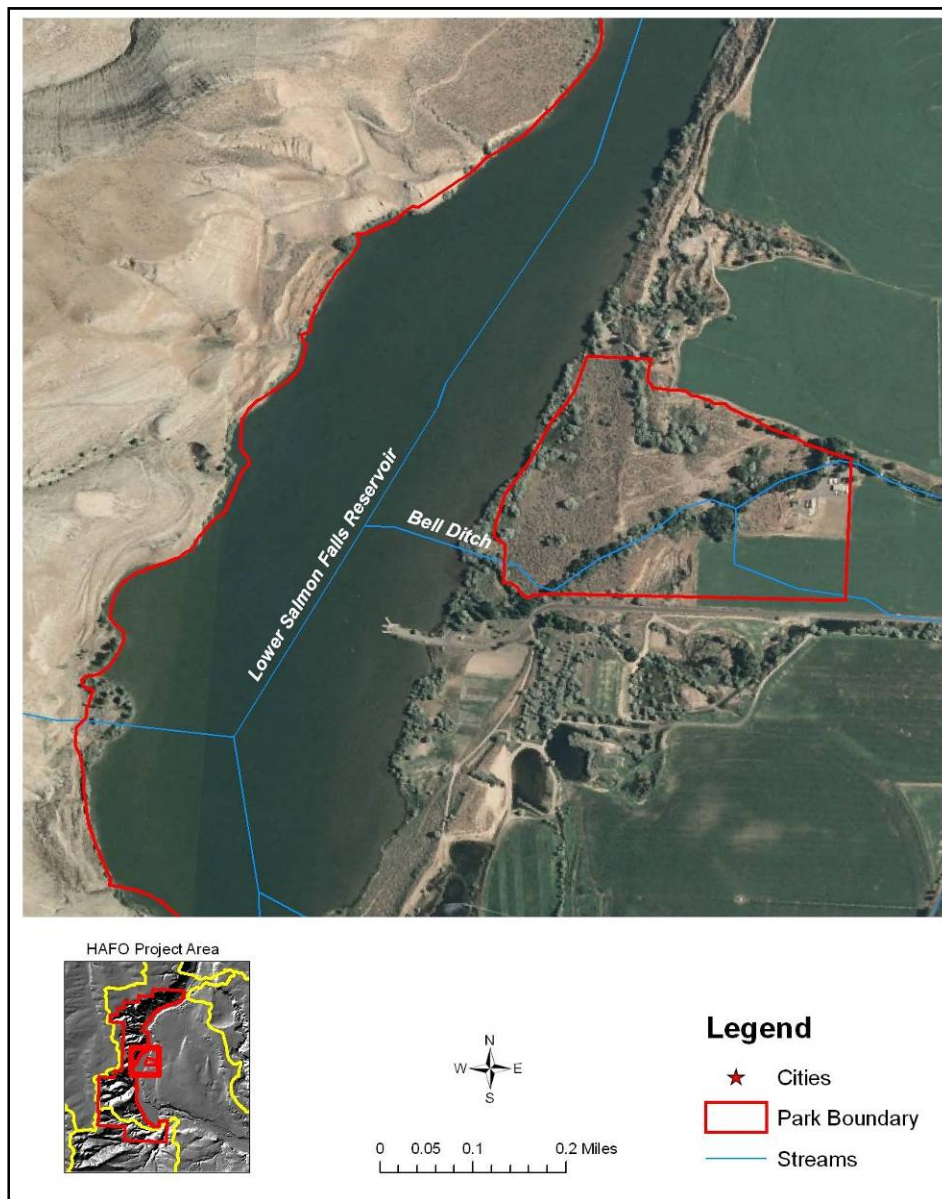 Lower Salmon Falls Reservoir
Bell Ditch
HAFO Project Area
N
W E
S
0 0.05 0.1 0.2 Miles
Legend
Cities
Park Boundary
Streams